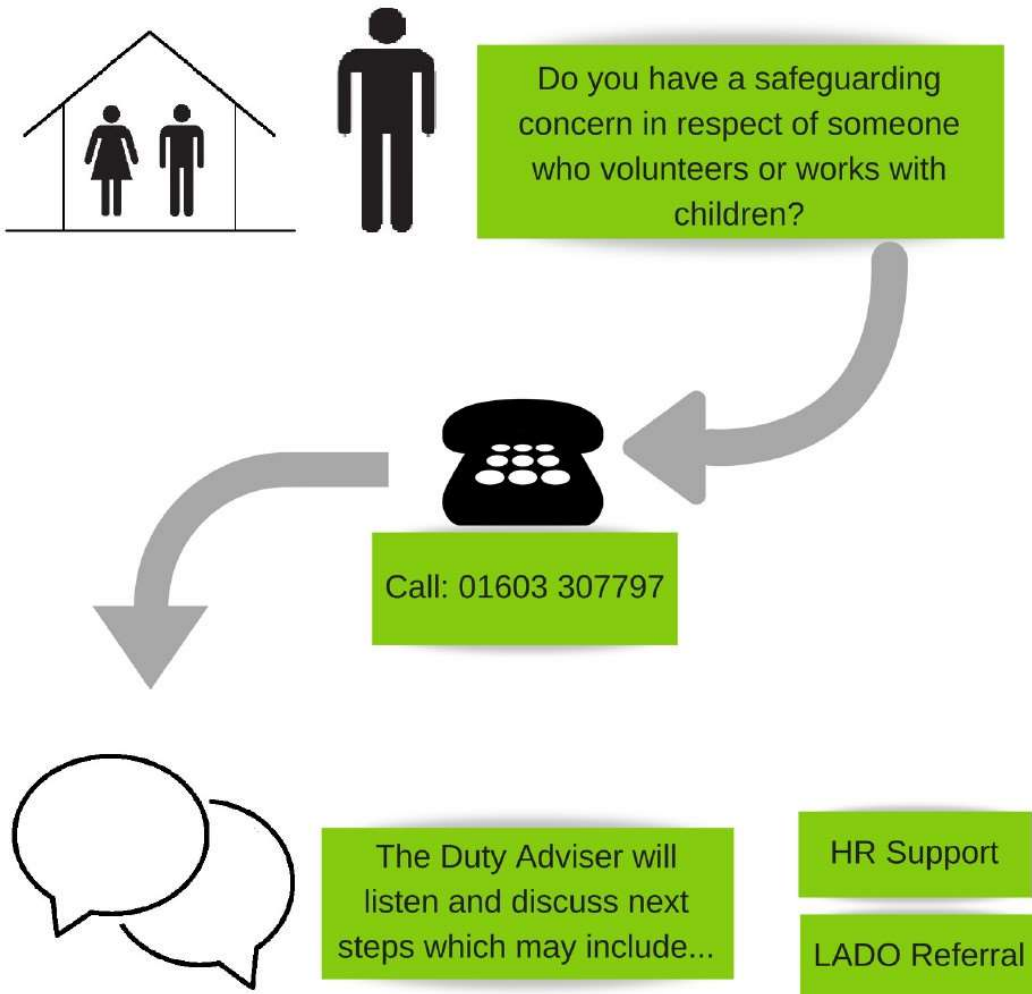 Do you have a safeguarding
concern in respect of someone
who volunteers or works with
children?
Call: 01603 307797
The Duty Adviser will
listen and discuss next
steps which may include...
HR Support
LADO Referral